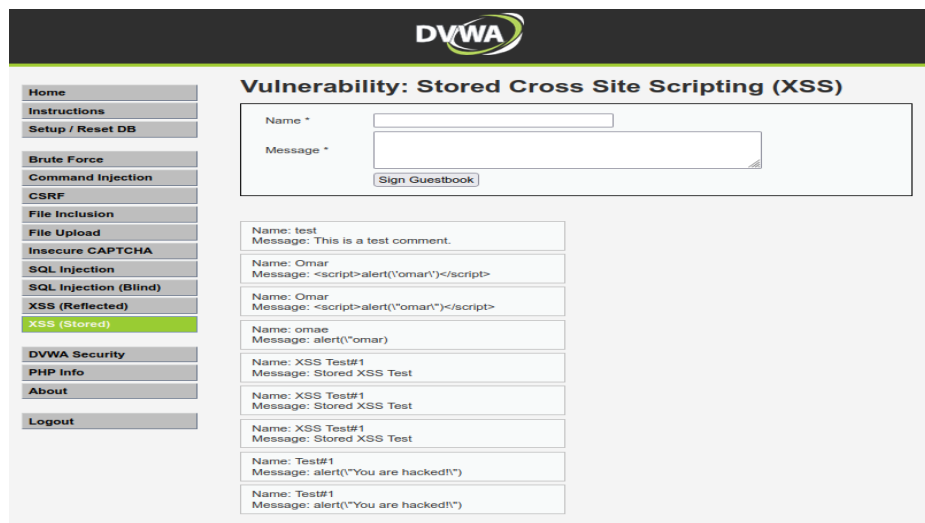 DVWA
Home
Instructions
Setup / Reset DB
Brute Force
Command Injection
CSRF
File Inclusion
File Upload
Insecure CAPTCHA
SQL Injection
SQL Injection (Blind)
XSS (Reflected)
XSS (Stored)
DVWA Security
PHP Info
About
Logout
Vulnerability: Stored Cross Site Scripting (XSS)
Name *
Message *
Sign Guestbook
Name: test
Message: This is a test comment.
Name: Omar
Message: <script>alert(\'omar\')</script>
Name: Omar
Message: <script>alert(\"omar\")</script>
Name: omae
Message: alert(\"omar)
Name: XSS Test#1
Message: Stored XSS Test
Name: XSS Test#1
Message: Stored XSS Test
Name: XSS Test#1
Message: Stored XSS Test
Name: Test#1
Message: alert(\"You are hacked!\")
Name: Test#1
Message: alert(\"You are hacked!\")